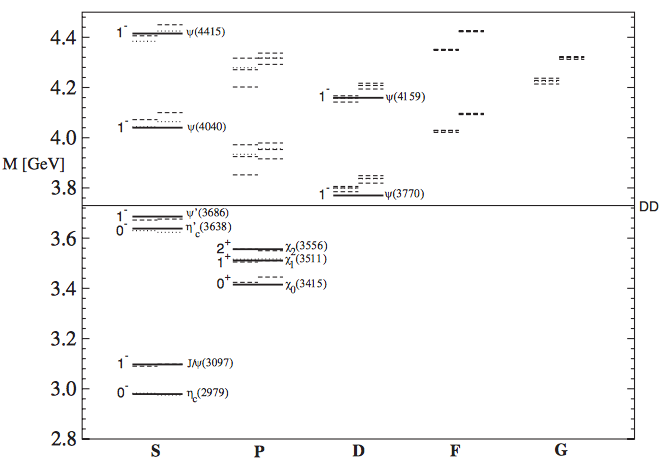 4.4
1⁻ ψ(4415)
4.2
1⁻ ψ(4159)
4.0
1⁻ ψ(4040)
M [GeV]
3.8
1⁻ ψ(3770)
DD
1⁻ ψ'(3686)
0⁻ η'c(3638)
3.6
2⁺ χ2(3556)
1⁺ χ1(3511)
3.4
0⁺ χ0(3415)
3.2
1⁻ J/ψ(3097)
3.0
0⁻ ηc(2979)
2.8
S P D F G